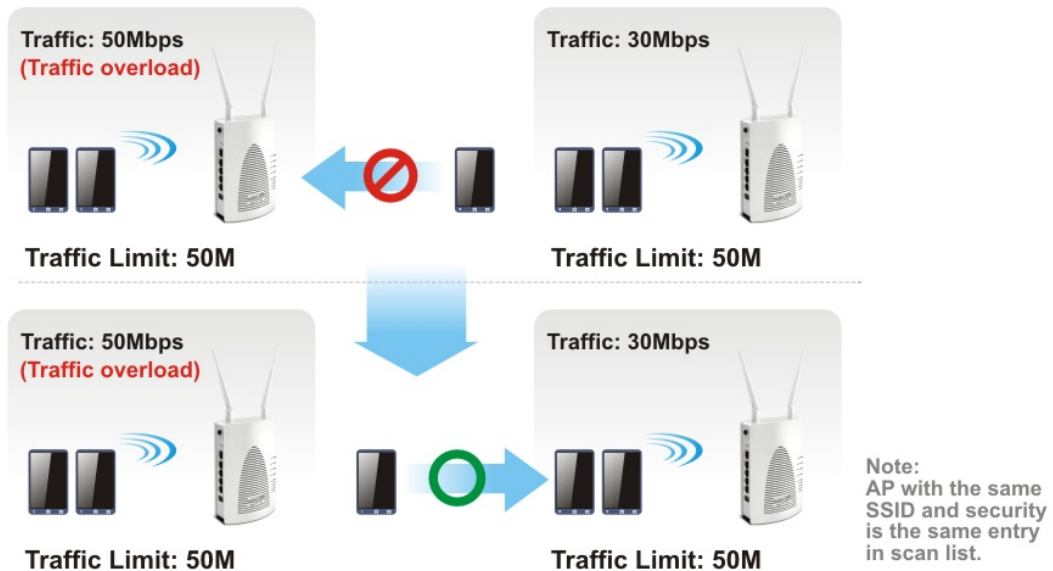 Traffic: 50Mbps
(Traffic overload)
Traffic: 30Mbps
Traffic Limit: 50M
Traffic Limit: 50M
Traffic: 50Mbps
(Traffic overload)
Traffic: 30Mbps
Traffic Limit: 50M
Traffic Limit: 50M
Note:
AP with the same
SSID and security
is the same entry
in scan list.